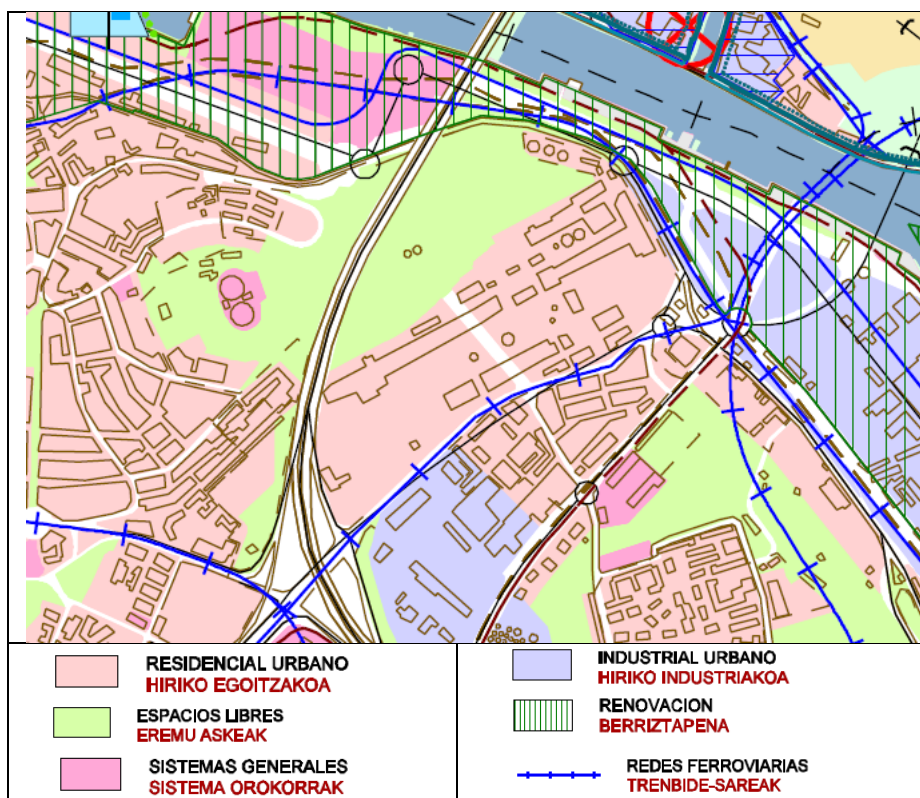 RESIDENCIAL URBANO
HIRIKO EGOITZAKOA
ESPACIOS LIBRES
EREMU ASKEAK
SISTEMAS GENERALES
SISTEMA OROKORRAK
INDUSTRIAL URBANO
HIRIKO INDUSTRIAKOA
RENOVACION
BERRIZTAPENA
REDES FERROVIARIAS
TRENBIDE-SAREAK